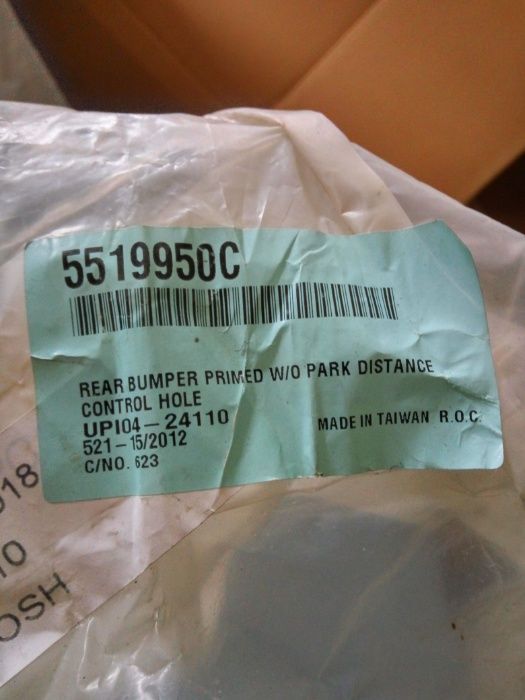 5519950C
REAR BUMPER PRIMED W/O PARK DISTANCE
CONTROL HOLE
UPI04-24110
MADE IN TAIWAN R.O.C.
521-15/2012
C/NO. 623
018
10
OSH